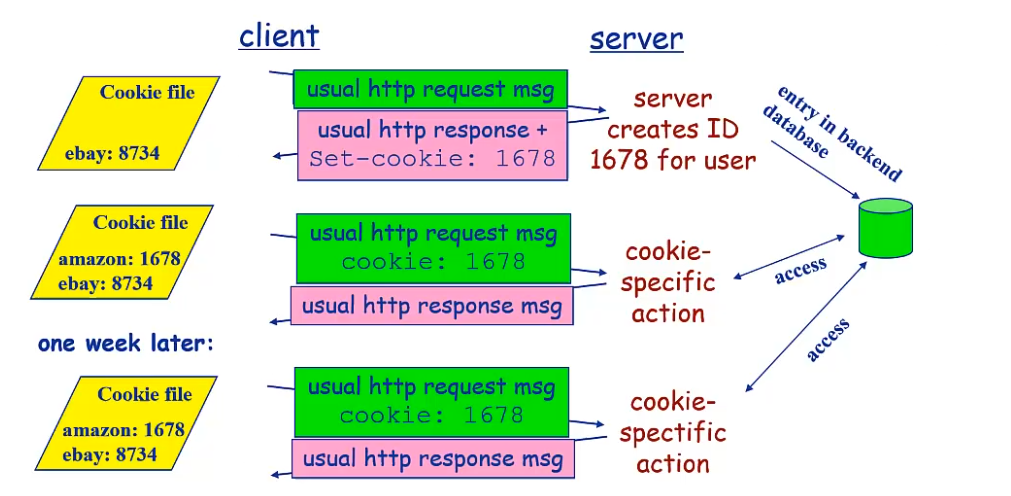 client
server
Cookie file
ebay: 8734
usual http request msg
usual http response +
Set-cookie: 1678
server
creates ID
1678 for user
entry in backend
database
Cookie file
amazon: 1678
ebay: 8734
usual http request msg
cookie: 1678
usual http response msg
cookie-
specific
action
access
one week later:
access
Cookie file
amazon: 1678
ebay: 8734
usual http request msg
cookie: 1678
usual http response msg
cookie-
spectific
action